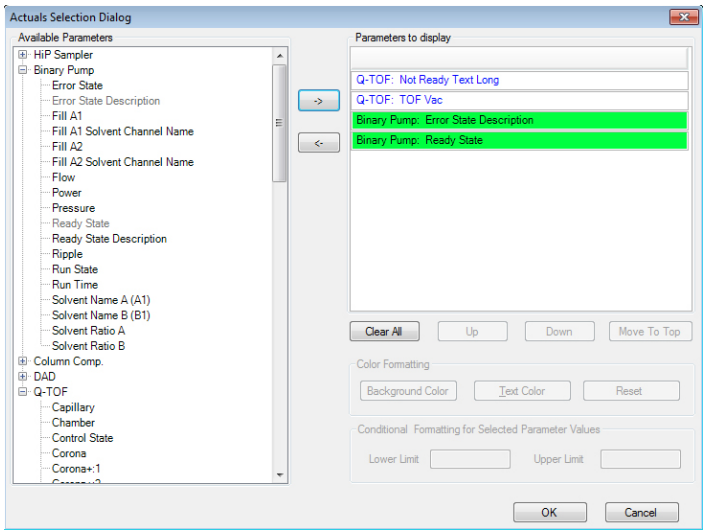 Actuals Selection Dialog
Available Parameters
HiP Sampler
Binary Pump
Error State
Error State Description
Fill A1
Fill A1 Solvent Channel Name
Fill A2
Fill A2 Solvent Channel Name
Flow
Power
Pressure
Ready State
Ready State Description
Ripple
Run State
Run Time
Solvent Name A (A1)
Solvent Name B (B1)
Solvent Ratio A
Solvent Ratio B
Column Comp.
DAD
Q-TOF
Capillary
Chamber
Control State
Corona
Corona+:1
->
<-
Parameters to display
Q-TOF: Not Ready Text Long
Q-TOF: TOF Vac
Binary Pump: Error State Description
Binary Pump: Ready State
Clear All Up Down Move To Top
Color Formatting
Background Color Text Color Reset
Conditional Formatting for Selected Parameter Values
Lower Limit Upper Limit
OK Cancel